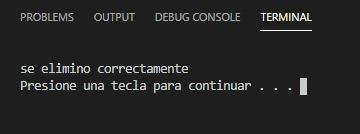 PROBLEMS OUTPUT DEBUG CONSOLE TERMINAL
se elimino correctamente
Presione una tecla para continuar . . .